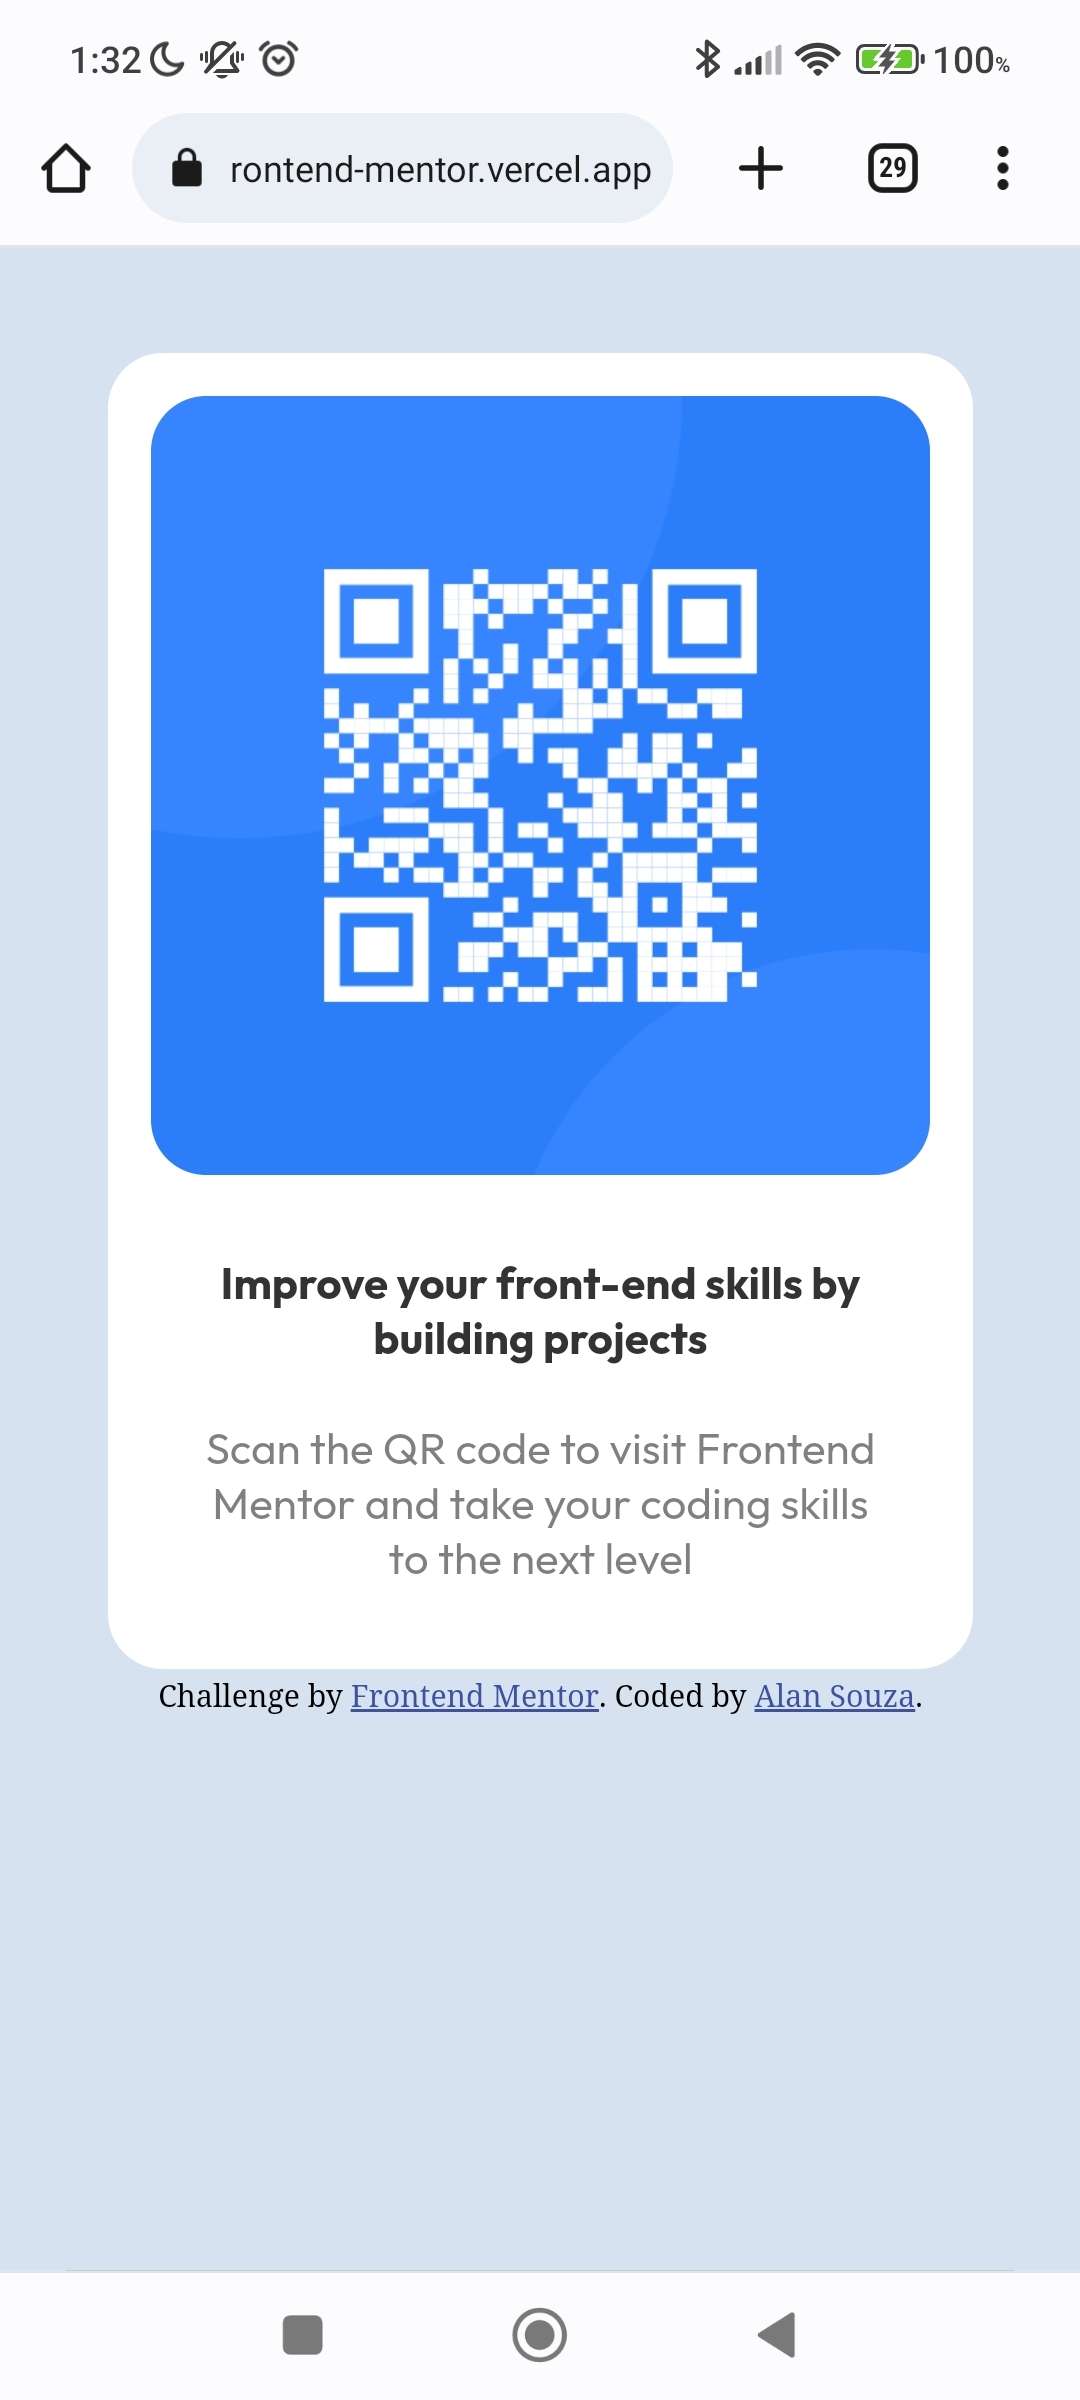 1:32 100%
rontend-mentor.vercel.app 29
Improve your front-end skills by
building projects
Scan the QR code to visit Frontend
Mentor and take your coding skills
to the next level
Challenge by Frontend Mentor. Coded by Alan Souza.